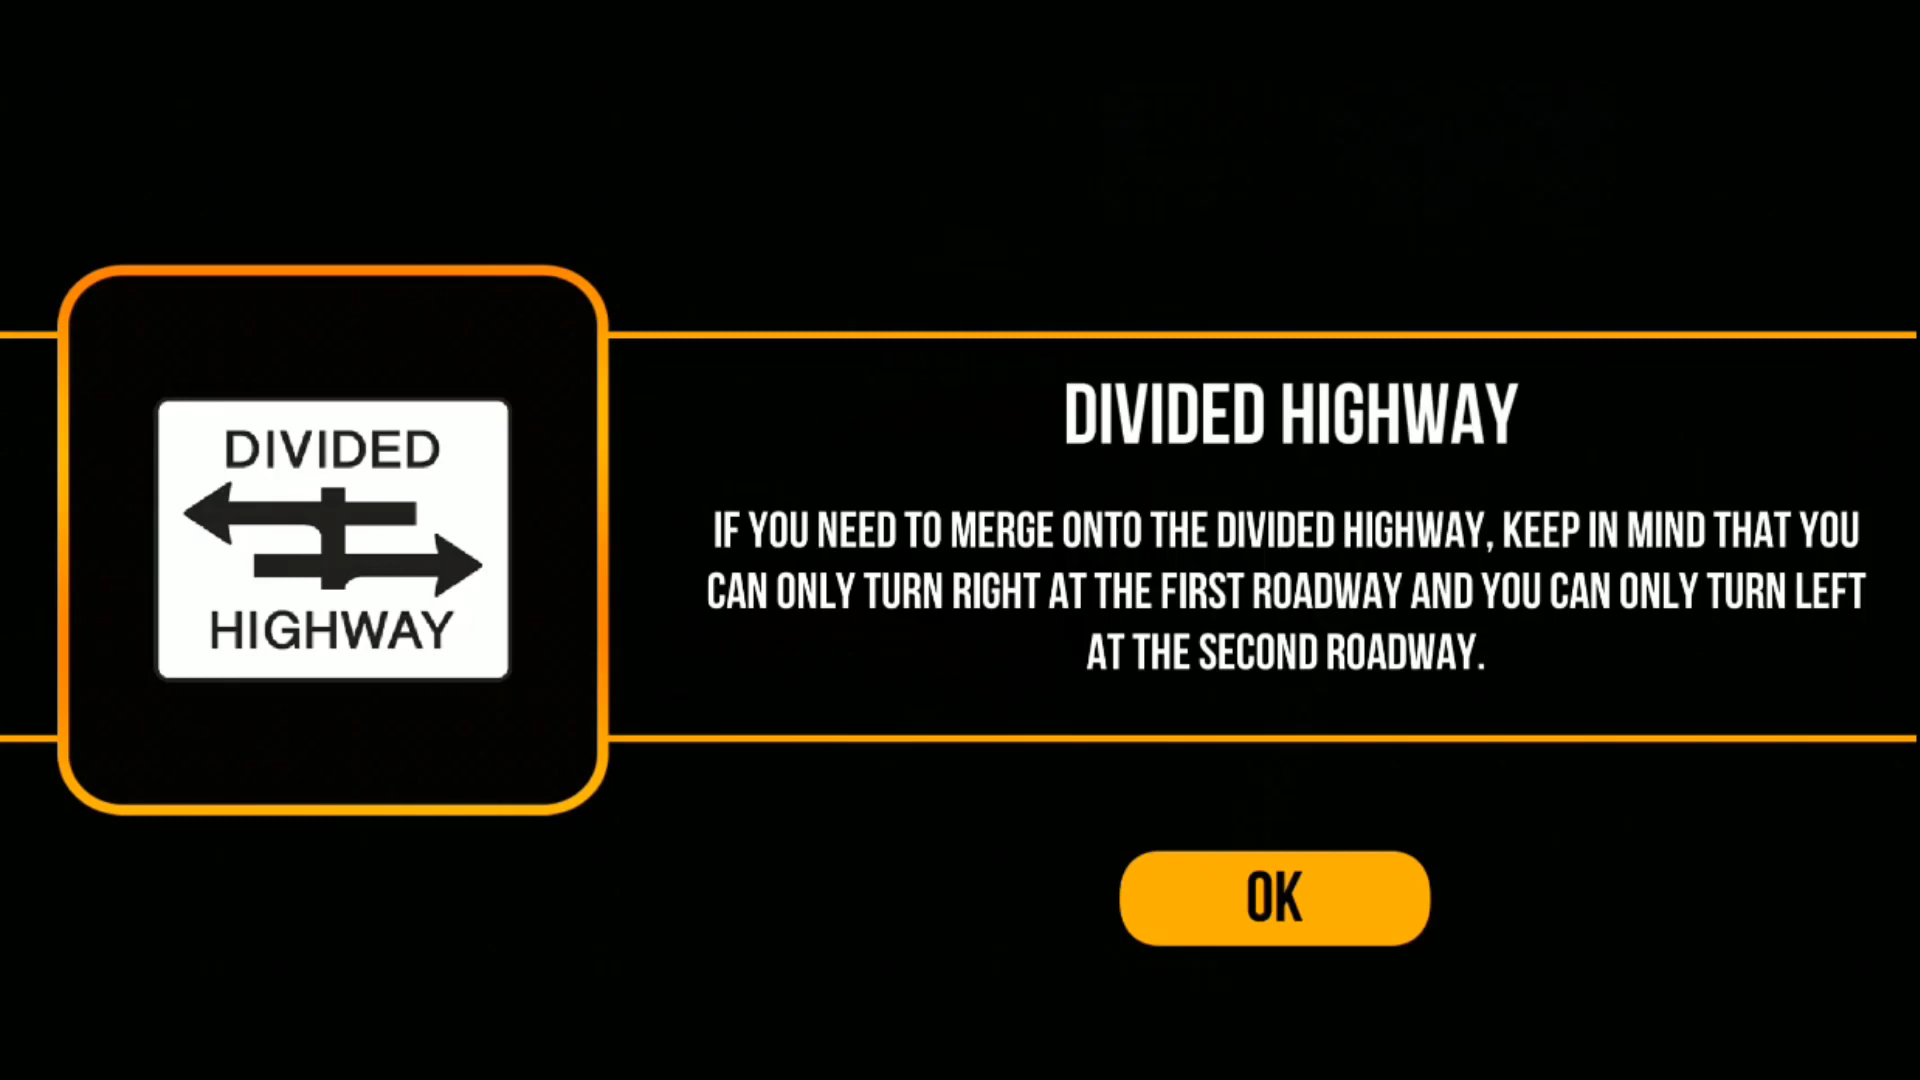 DIVIDED
HIGHWAY
DIVIDED HIGHWAY
IF YOU NEED TO MERGE ONTO THE DIVIDED HIGHWAY, KEEP IN MIND THAT YOU
CAN ONLY TURN RIGHT AT THE FIRST ROADWAY AND YOU CAN ONLY TURN LEFT
AT THE SECOND ROADWAY.
OK